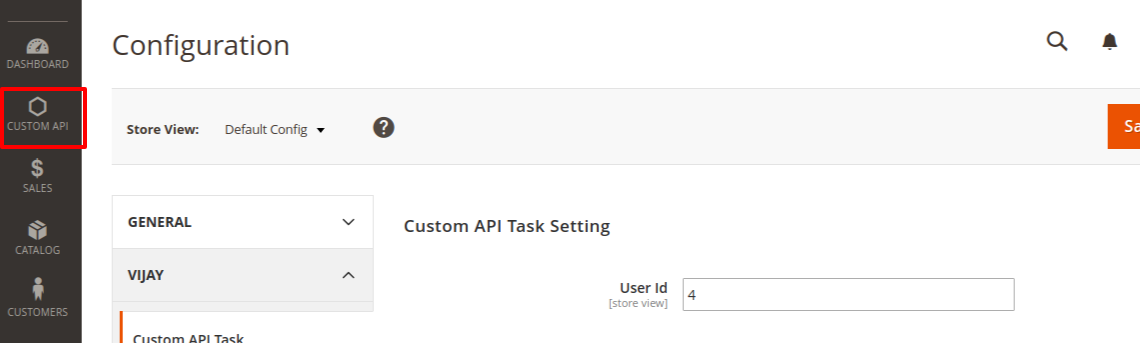 DASHBOARD
CUSTOM API
$
SALES
CATALOG
CUSTOMERS
Configuration
Store View: Default Config ?
Sa
GENERAL
VIJAY
Custom API Task
Custom API Task Setting
User Id 4
[store view]